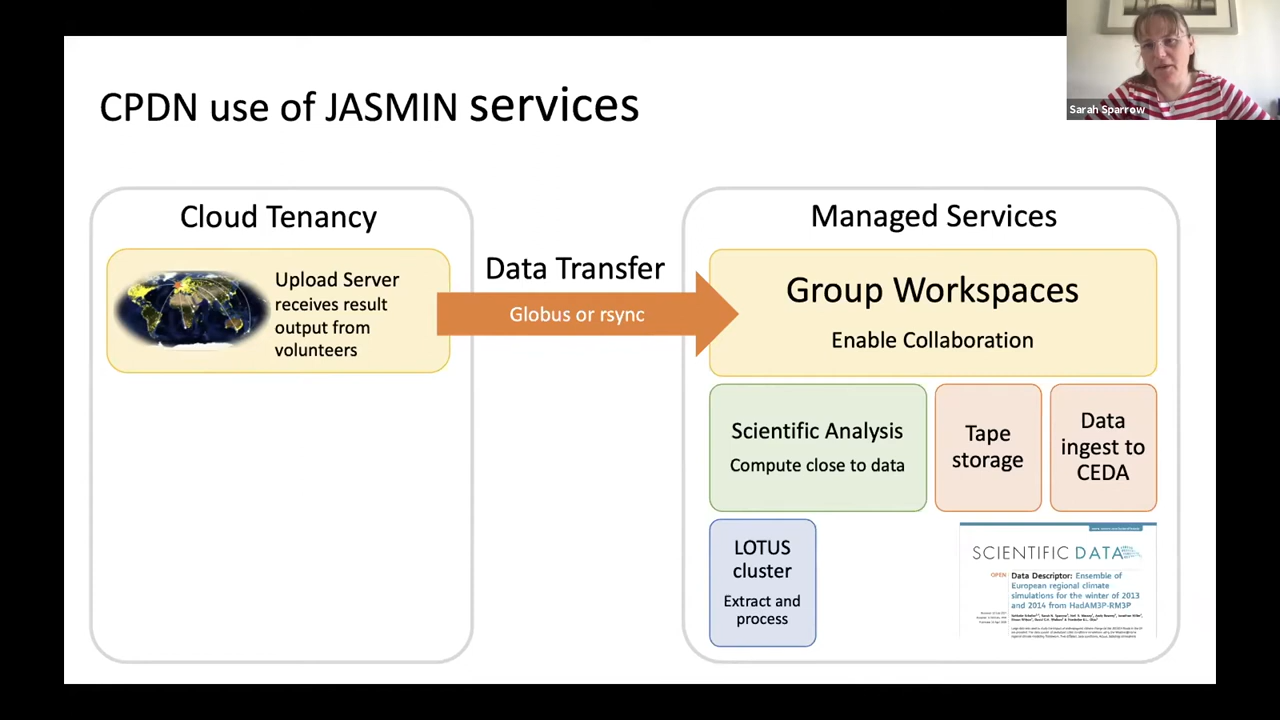 CPDN use of JASMIN services
Sarah Sparrow
Cloud Tenancy
Upload Server
receives result
output from
volunteers
Data Transfer
Globus or rsync
Managed Services
Group Workspaces
Enable Collaboration
Scientific Analysis
Compute close to data
Tape
storage
Data
ingest to
CEDA
LOTUS
cluster
Extract and
process
SCIENTIFIC DATA
OPEN
Data Descriptor: Ensemble of
European regional climate
simulations for the winter of 2013
and 2014 from HadAM3P-RM3P